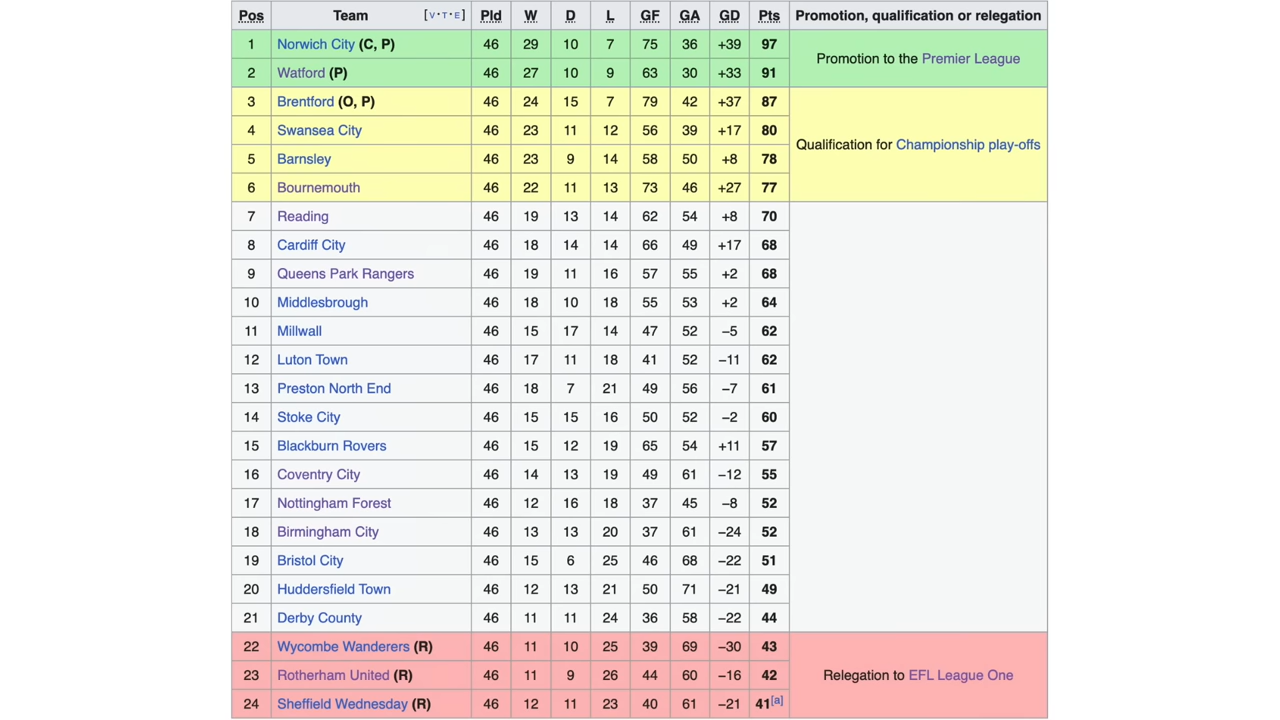 Pos Team [V·T·E] Pld W D L GF GA GD Pts Promotion, qualification or relegation
1 Norwich City (C, P) 46 29 10 7 75 36 +39 97 Promotion to the Premier League
2 Watford (P) 46 27 10 9 63 30 +33 91
3 Brentford (O, P) 46 24 15 7 79 42 +37 87 Qualification for Championship play-offs
4 Swansea City 46 23 11 12 56 39 +17 80
5 Barnsley 46 23 9 14 58 50 +8 78
6 Bournemouth 46 22 11 13 73 46 +27 77
7 Reading 46 19 13 14 62 54 +8 70
8 Cardiff City 46 18 14 14 66 49 +17 68
9 Queens Park Rangers 46 19 11 16 57 55 +2 68
10 Middlesbrough 46 18 10 18 55 53 +2 64
11 Millwall 46 15 17 14 47 52 −5 62
12 Luton Town 46 17 11 18 41 52 −11 62
13 Preston North End 46 18 7 21 49 56 −7 61
14 Stoke City 46 15 15 16 50 52 −2 60
15 Blackburn Rovers 46 15 12 19 65 54 +11 57
16 Coventry City 46 14 13 19 49 61 −12 55
17 Nottingham Forest 46 12 16 18 37 45 −8 52
18 Birmingham City 46 13 13 20 37 61 −24 52
19 Bristol City 46 15 6 25 46 68 −22 51
20 Huddersfield Town 46 12 13 21 50 71 −21 49
21 Derby County 46 11 11 24 36 58 −22 44
22 Wycombe Wanderers (R) 46 11 10 25 39 69 −30 43 Relegation to EFL League One
23 Rotherham United (R) 46 11 9 26 44 60 −16 42
24 Sheffield Wednesday (R) 46 12 11 23 40 61 −21 41[a]